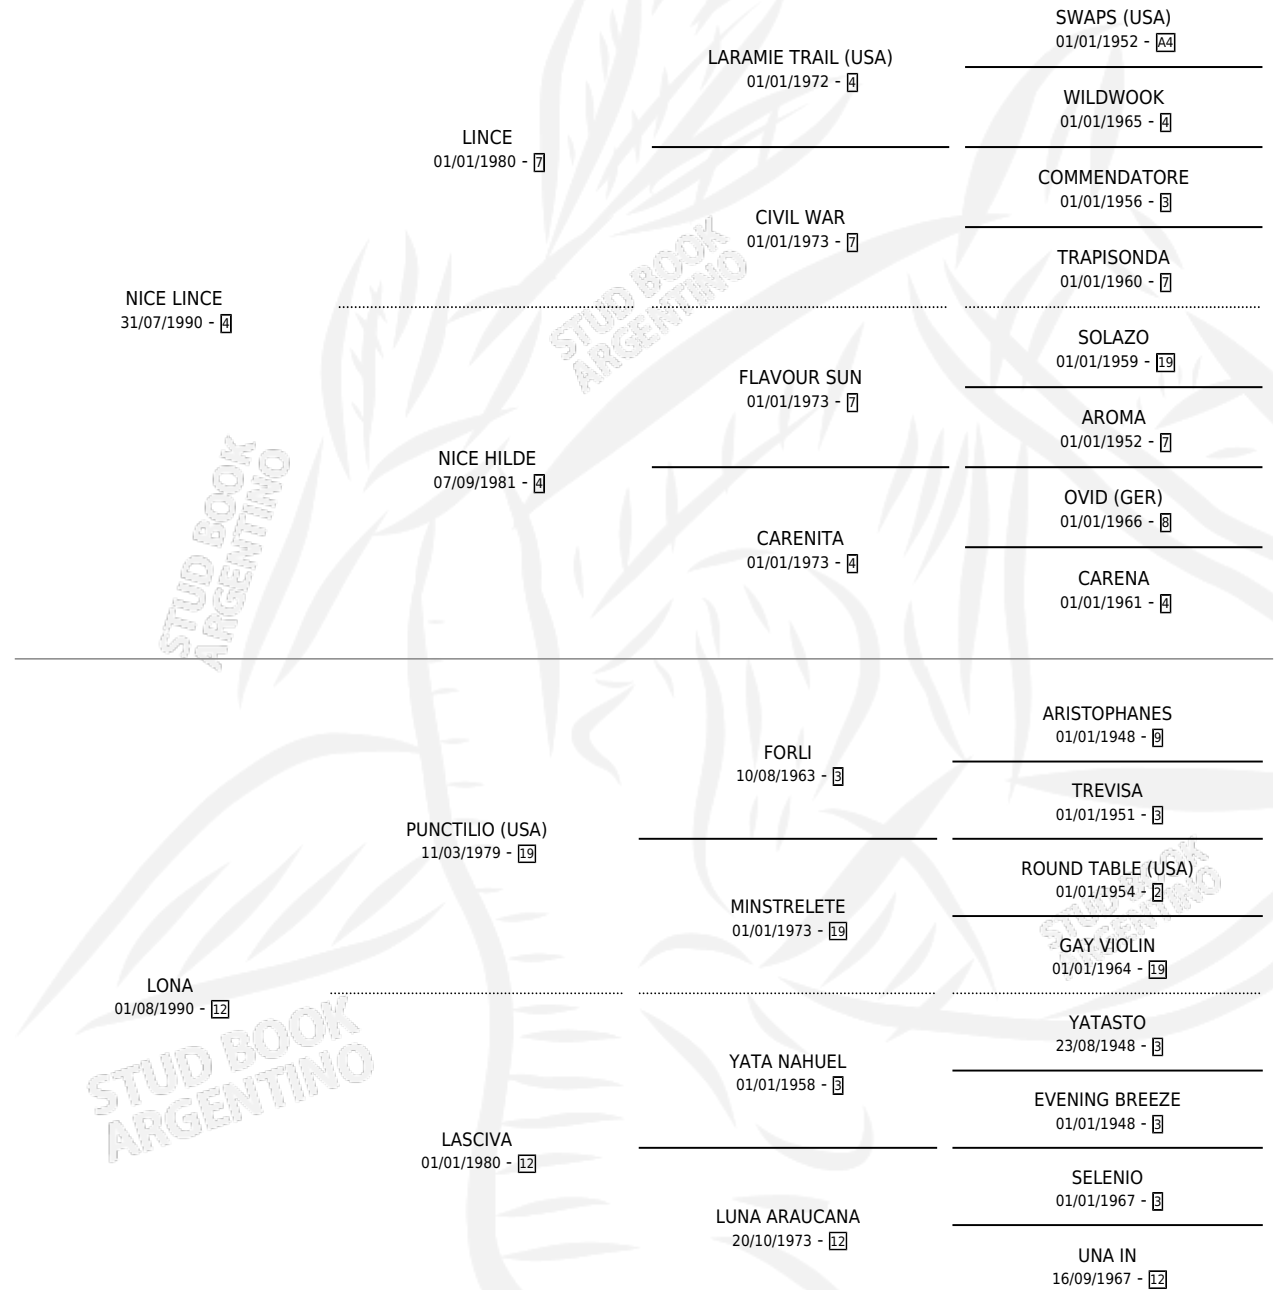 SWAPS (USA)
01/01/1952 - A4
LARAMIE TRAIL (USA)
01/01/1972 - 4
WILDWOOK
01/01/1965 - 4
LINCE
01/01/1980 - 7
COMMENDATORE
01/01/1956 - 3
CIVIL WAR
01/01/1973 - 7
TRAPISONDA
01/01/1960 - 7
NICE LINCE
31/07/1990 - 4
SOLAZO
01/01/1959 - 19
FLAVOUR SUN
01/01/1973 - 7
AROMA
01/01/1952 - 7
NICE HILDE
07/09/1981 - 4
OVID (GER)
01/01/1966 - 8
CARENITA
01/01/1973 - 4
CARENA
01/01/1961 - 4
ARISTOPHANES
01/01/1948 - 9
FORLI
10/08/1963 - 3
TREVISA
01/01/1951 - 3
PUNCTILIO (USA)
11/03/1979 - 19
ROUND TABLE (USA)
01/01/1954 - 2
MINSTRELETE
01/01/1973 - 19
GAY VIOLIN
01/01/1964 - 19
LONA
01/08/1990 - 12
YATASTO
23/08/1948 - 3
YATA NAHUEL
01/01/1958 - 3
EVENING BREEZE
01/01/1948 - 3
LASCIVA
01/01/1980 - 12
SELENIO
01/01/1967 - 3
LUNA ARAUCANA
20/10/1973 - 12
UNA IN
16/09/1967 - 12
STUD BOOK
ARGENTINO
STUD BOOK
ARGENTINO
STUD BOOK
ARGENTINO
STUD BOOK
ARGENTINO